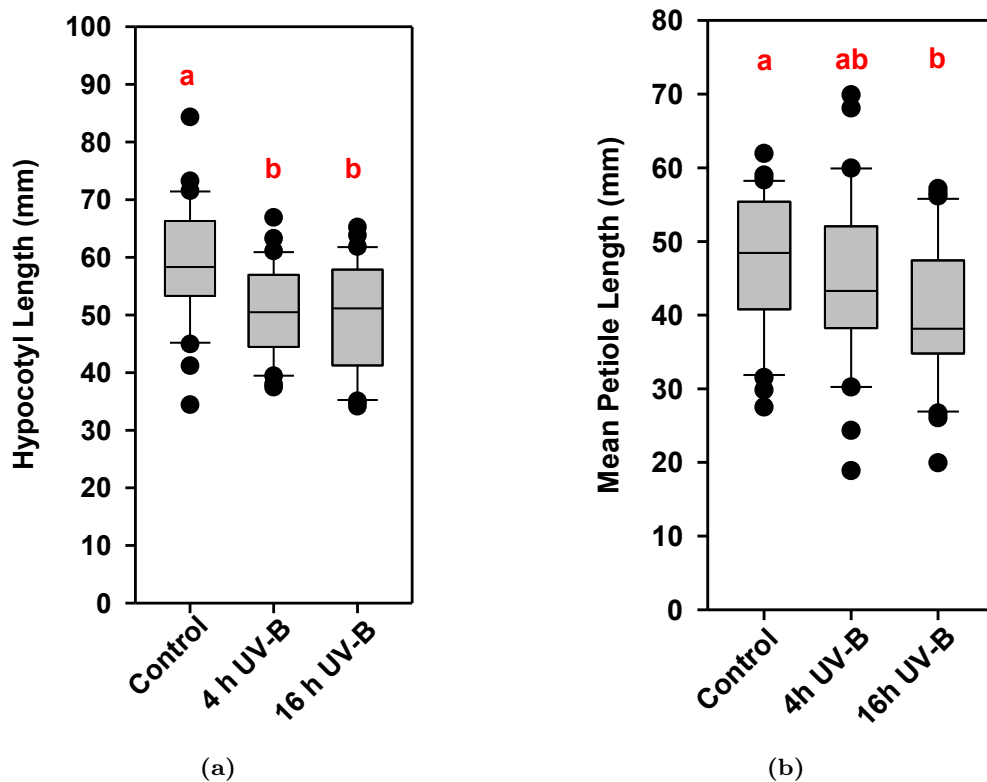 Hypocotyl Length (mm)
100
90
80
70
60
50
40
30
20
10
0
a
b
b
Control
4 h UV-B
16 h UV-B
(a)
Mean Petiole Length (mm)
80
70
60
50
40
30
20
10
0
a
ab
b
Control
4h UV-B
16h UV-B
(b)